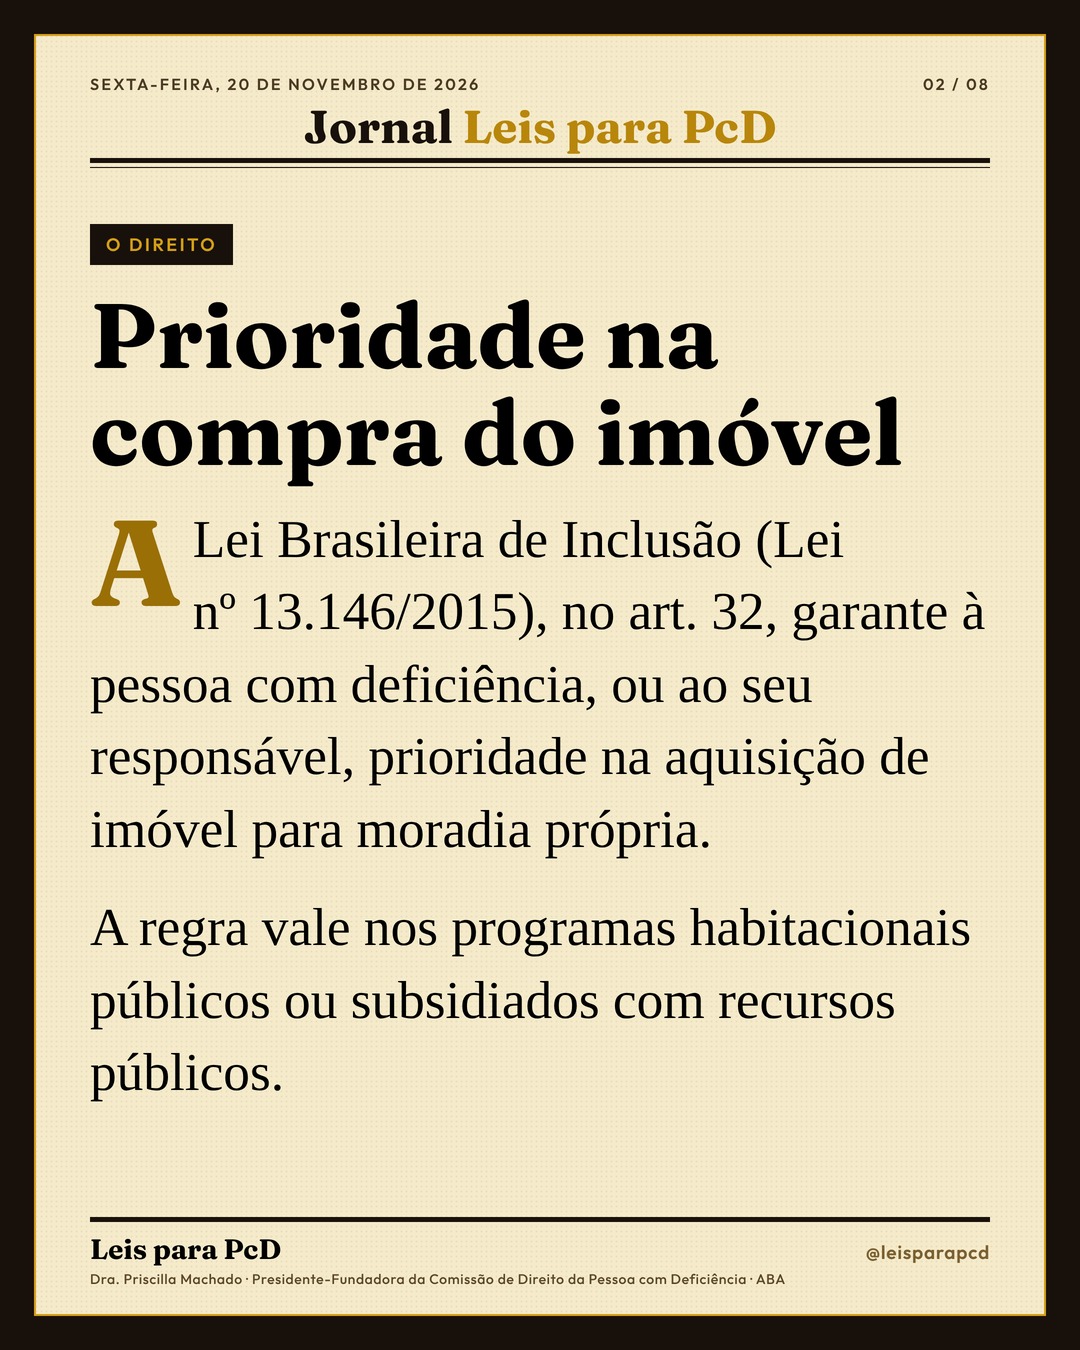 SEXTA-FEIRA, 20 DE NOVEMBRO DE 2026
02 / 08
Jornal Leis para PcD
O DIREITO
Prioridade na
compra do imóvel
A Lei Brasileira de Inclusão (Lei
nº 13.146/2015), no art. 32, garante à
pessoa com deficiência, ou ao seu
responsável, prioridade na aquisição de
imóvel para moradia própria.
A regra vale nos programas habitacionais
públicos ou subsidiados com recursos
públicos.
Leis para PcD
@leisparapcd
Dra. Priscilla Machado · Presidente-Fundadora da Comissão de Direito da Pessoa com Deficiência · ABA